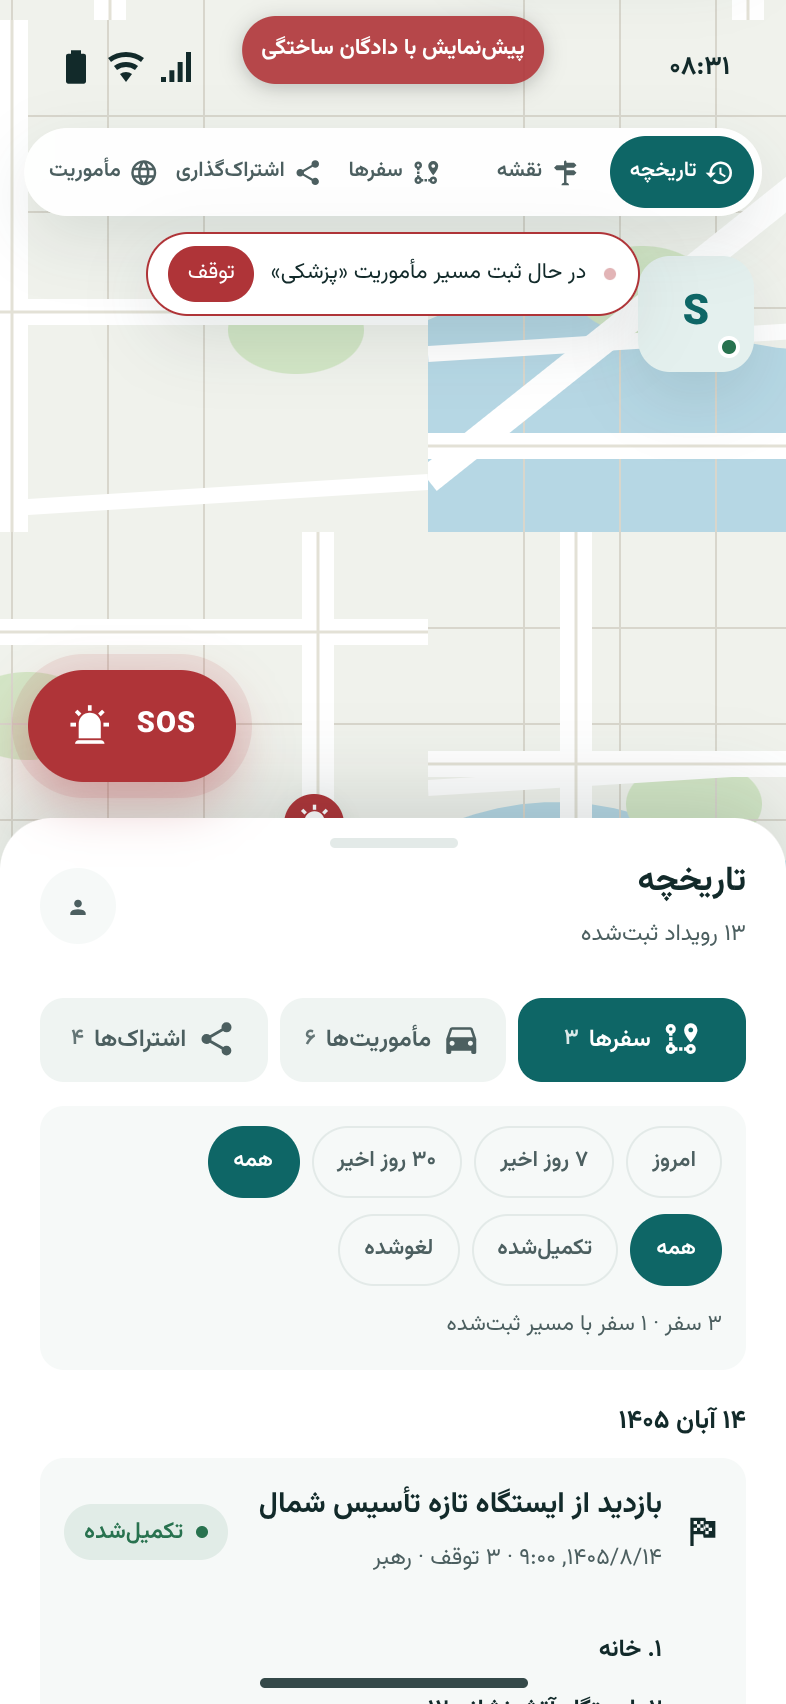 ۰۸:۳۱
پیش‌نمایش با دادگان ساختگی
تاریخچه
نقشه
سفرها
اشتراک‌گذاری
مأموریت
در حال ثبت مسیر مأموریت «پزشکی»
توقف
S
SOS
تاریخچه
۱۳ رویداد ثبت‌شده
سفرها ۳
مأموریت‌ها ۶
اشتراک‌ها ۴
امروز
۷ روز اخیر
۳۰ روز اخیر
همه
همه
تکمیل‌شده
لغوشده
۳ سفر · ۱ سفر با مسیر ثبت‌شده
۱۴ آبان ۱۴۰۵
بازدید از ایستگاه تازه تأسیس شمال
تکمیل‌شده
۱۴۰۵/۸/۱۴, ۹:۰۰ · ۳ توقف · رهبر
۱. خانه